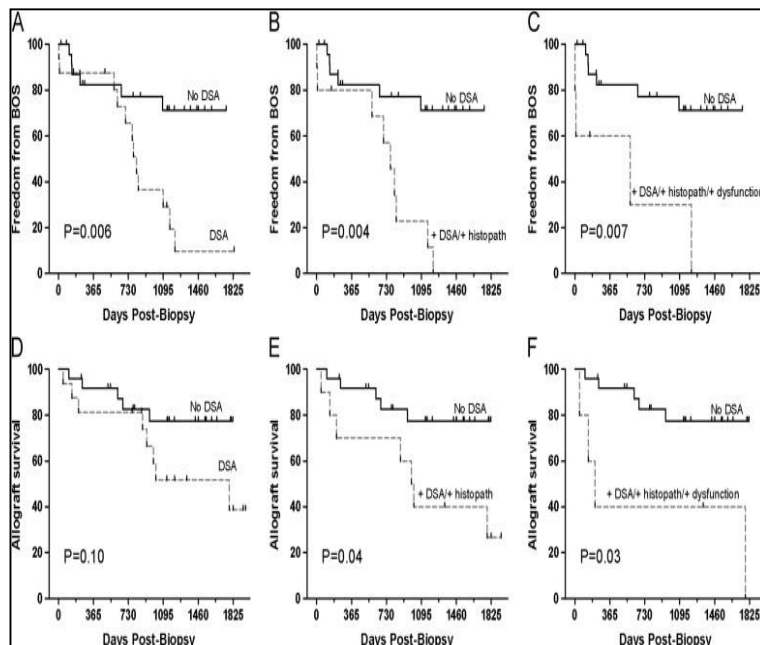 A
Freedom from BOS
100
80
60
40
20
0
No DSA
DSA
P=0.006
0 365 730 1095 1460 1825
Days Post-Biopsy
B
Freedom from BOS
100
80
60
40
20
0
No DSA
+ DSA/+ histopath
P=0.004
0 365 730 1095 1460 1825
Days Post-Biopsy
C
Freedom from BOS
100
80
60
40
20
0
No DSA
+ DSA/+ histopath/+ dysfunction
P=0.007
0 365 730 1095 1460 1825
Days Post-Biopsy
D
Allograft survival
100
80
60
40
20
0
No DSA
DSA
P=0.10
0 365 730 1095 1460 1825
Days Post-Biopsy
E
Allograft survival
100
80
60
40
20
0
No DSA
+ DSA/+ histopath
P=0.04
0 365 730 1095 1460 1825
Days Post-Biopsy
F
Allograft survival
100
80
60
40
20
0
No DSA
+ DSA/+ histopath/+ dysfunction
P=0.03
0 365 730 1095 1460 1825
Days Post-Biopsy